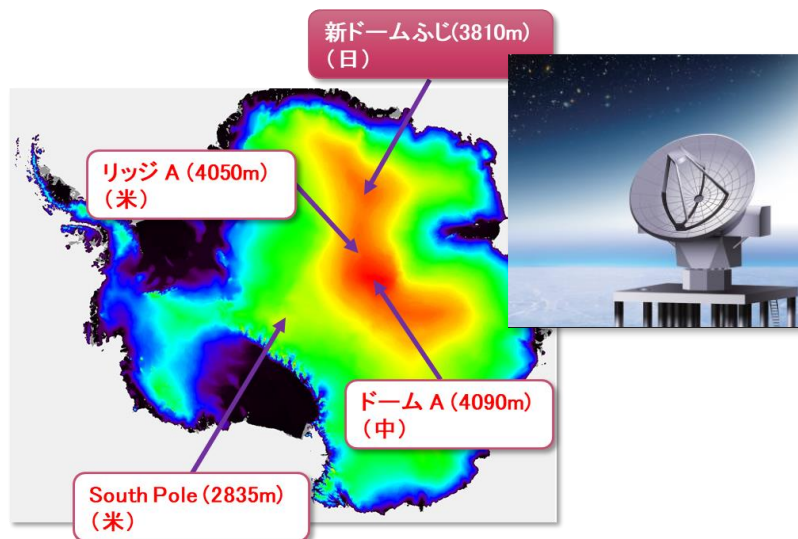 新ドームふじ(3810m)
(日)
リッジ A (4050m)
(米)
ドーム A (4090m)
(中)
South Pole (2835m)
(米)